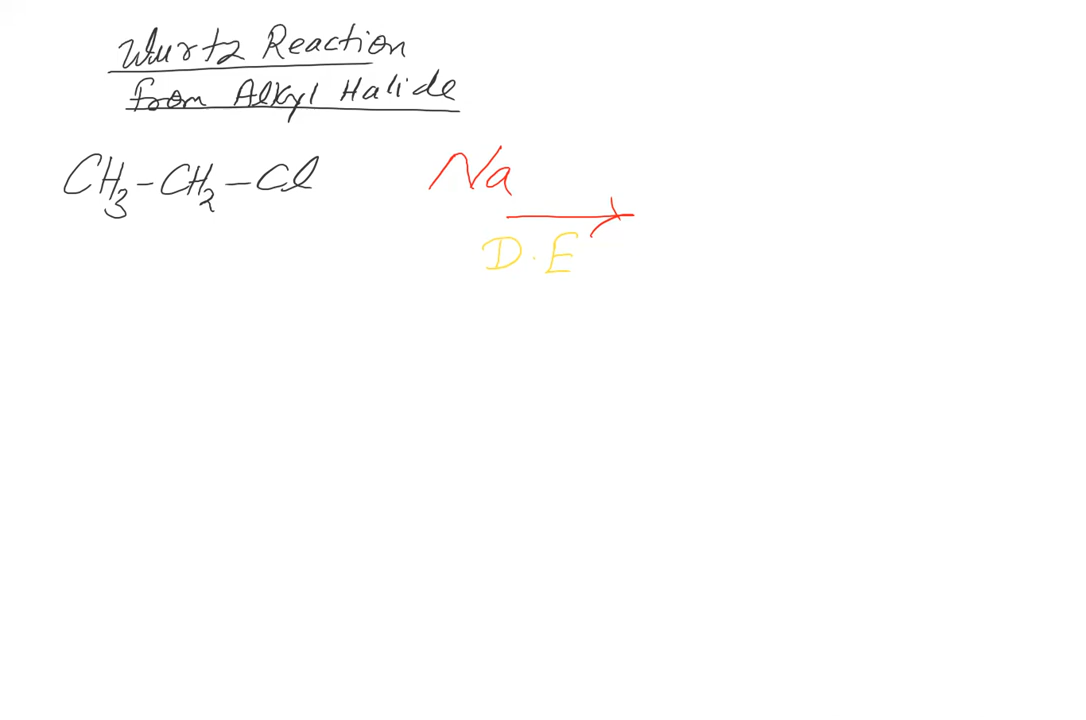 Wurtz Reaction
from Alkyl Halide
CH₃-CH₂-Cl Na
D.E